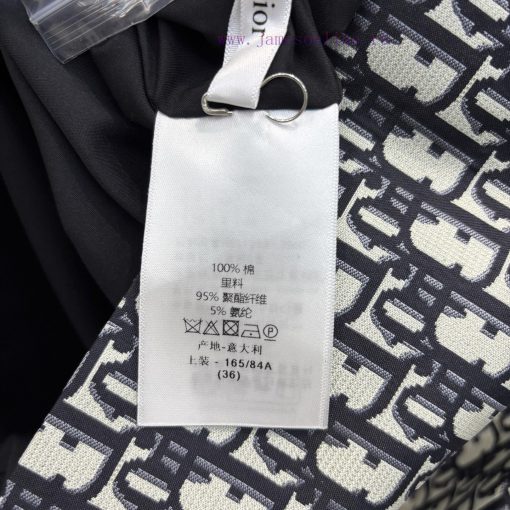 Dior
100% 棉
里料
95% 聚酯纤维
5% 氨纶
产地-意大利
上装 - 165/84A
(36)